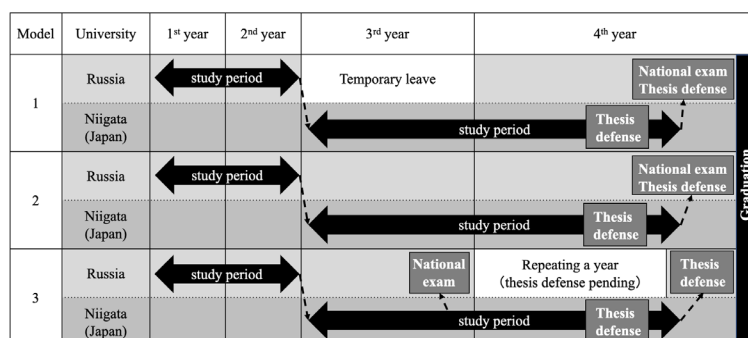 Model University 1st year 2nd year 3rd year 4th year
1
Russia
study period
Temporary leave
National exam
Thesis defense
Niigata
(Japan)
study period
Thesis
defense
2
Russia
study period
National exam
Thesis defense
Niigata
(Japan)
study period
Thesis
defense
3
Russia
study period
National
exam
Repeating a year
(thesis defense pending)
Thesis
defense
Niigata
(Japan)
study period
Thesis
defense
Graduation